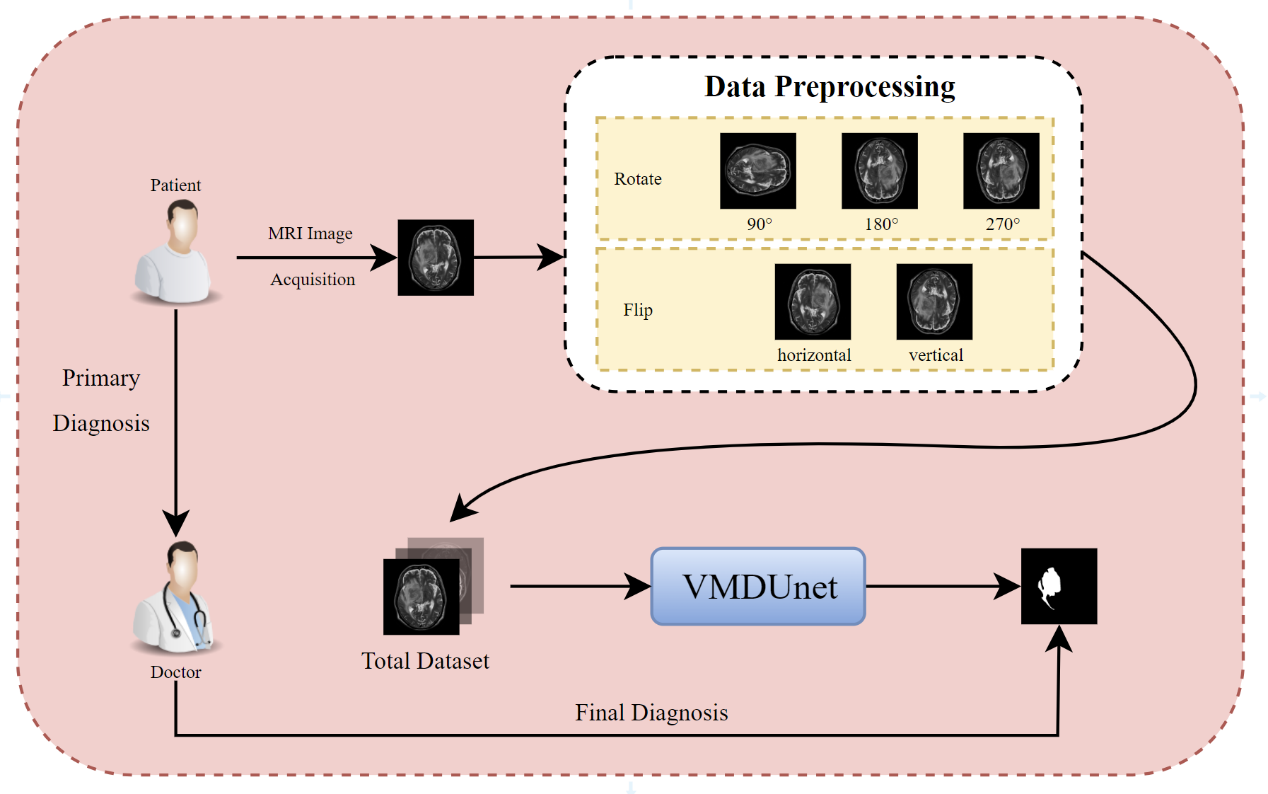 Data Preprocessing
Rotate
90°
180°
270°
Flip
horizontal
vertical
Patient
MRI Image
Acquisition
Primary
Diagnosis
Doctor
Total Dataset
VMDUnet
Final Diagnosis